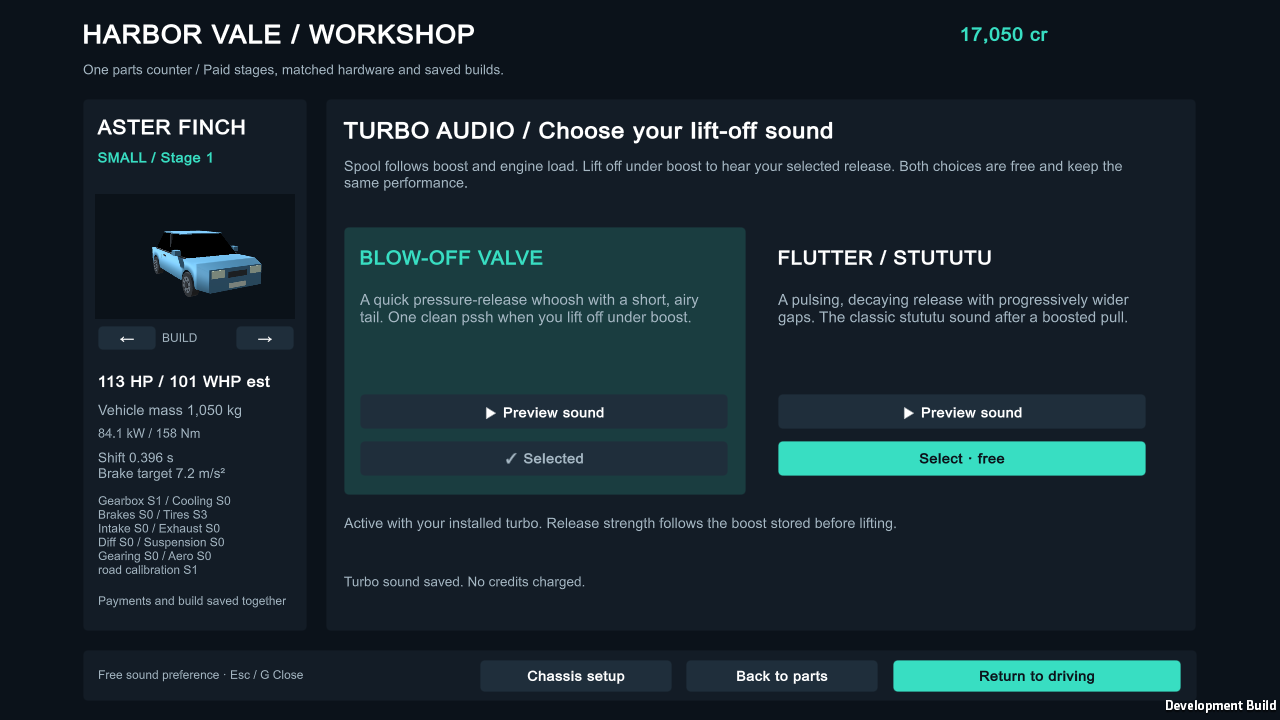 HARBOR VALE / WORKSHOP
17,050 cr
One parts counter / Paid stages, matched hardware and saved builds.
ASTER FINCH
SMALL / Stage 1
← BUILD →
113 HP / 101 WHP est
Vehicle mass 1,050 kg
84.1 kW / 158 Nm
Shift 0.396 s
Brake target 7.2 m/s²
Gearbox S1 / Cooling S0
Brakes S0 / Tires S3
Intake S0 / Exhaust S0
Diff S0 / Suspension S0
Gearing S0 / Aero S0
road calibration S1
Payments and build saved together
TURBO AUDIO / Choose your lift-off sound
Spool follows boost and engine load. Lift off under boost to hear your selected release. Both choices are free and keep the
same performance.
BLOW-OFF VALVE
A quick pressure-release whoosh with a short, airy
tail. One clean pssh when you lift off under boost.
▶ Preview sound
✓ Selected
FLUTTER / STUTUTU
A pulsing, decaying release with progressively wider
gaps. The classic stututu sound after a boosted pull.
▶ Preview sound
Select · free
Active with your installed turbo. Release strength follows the boost stored before lifting.
Turbo sound saved. No credits charged.
Free sound preference · Esc / G Close
Chassis setup
Back to parts
Return to driving
Development Build